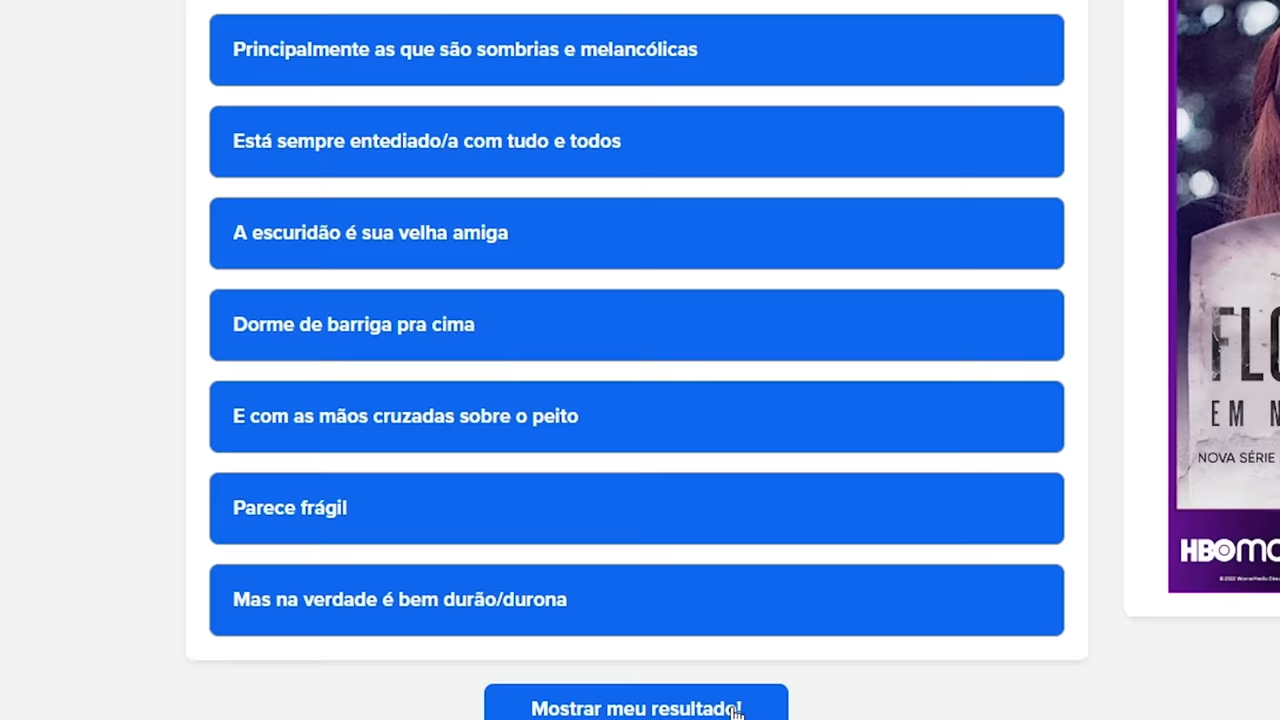 Principalmente as que são sombrias e melancólicas
Está sempre entediado/a com tudo e todos
A escuridão é sua velha amiga
Dorme de barriga pra cima
E com as mãos cruzadas sobre o peito
Parece frágil
Mas na verdade é bem durão/durona
Mostrar meu resultado!
FLO
EM N
NOVA SÉRIE
HBO